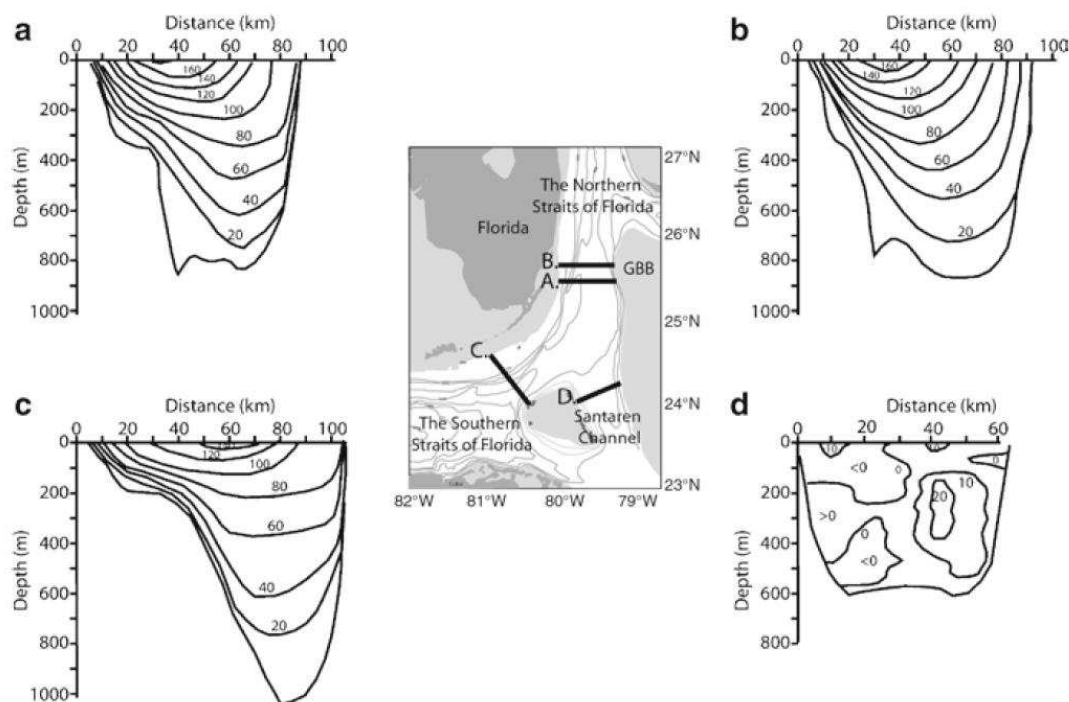 a
Distance (km)
0 20 40 60 80 100
0
200
400
600
800
1000
Depth (m)
160
140
120
100
80
60
40
20
b
Distance (km)
0 20 40 60 80 100
0
200
400
600
800
1000
Depth (m)
160
140
120
100
80
60
40
20
27°N
26°N
25°N
24°N
23°N
82°W 81°W 80°W 79°W
The Northern
Straits of Florida
Florida
GBB
B.
A.
C.
D.
Santaren
Channel
The Southern
Straits of Florida
c
Distance (km)
0 20 40 60 80 100
0
200
400
600
800
1000
Depth (m)
120
100
80
60
40
20
d
Distance (km)
0 20 40 60
0
200
400
600
800
Depth (m)
10
<0
0
10
0
10
20
>0
0
<0